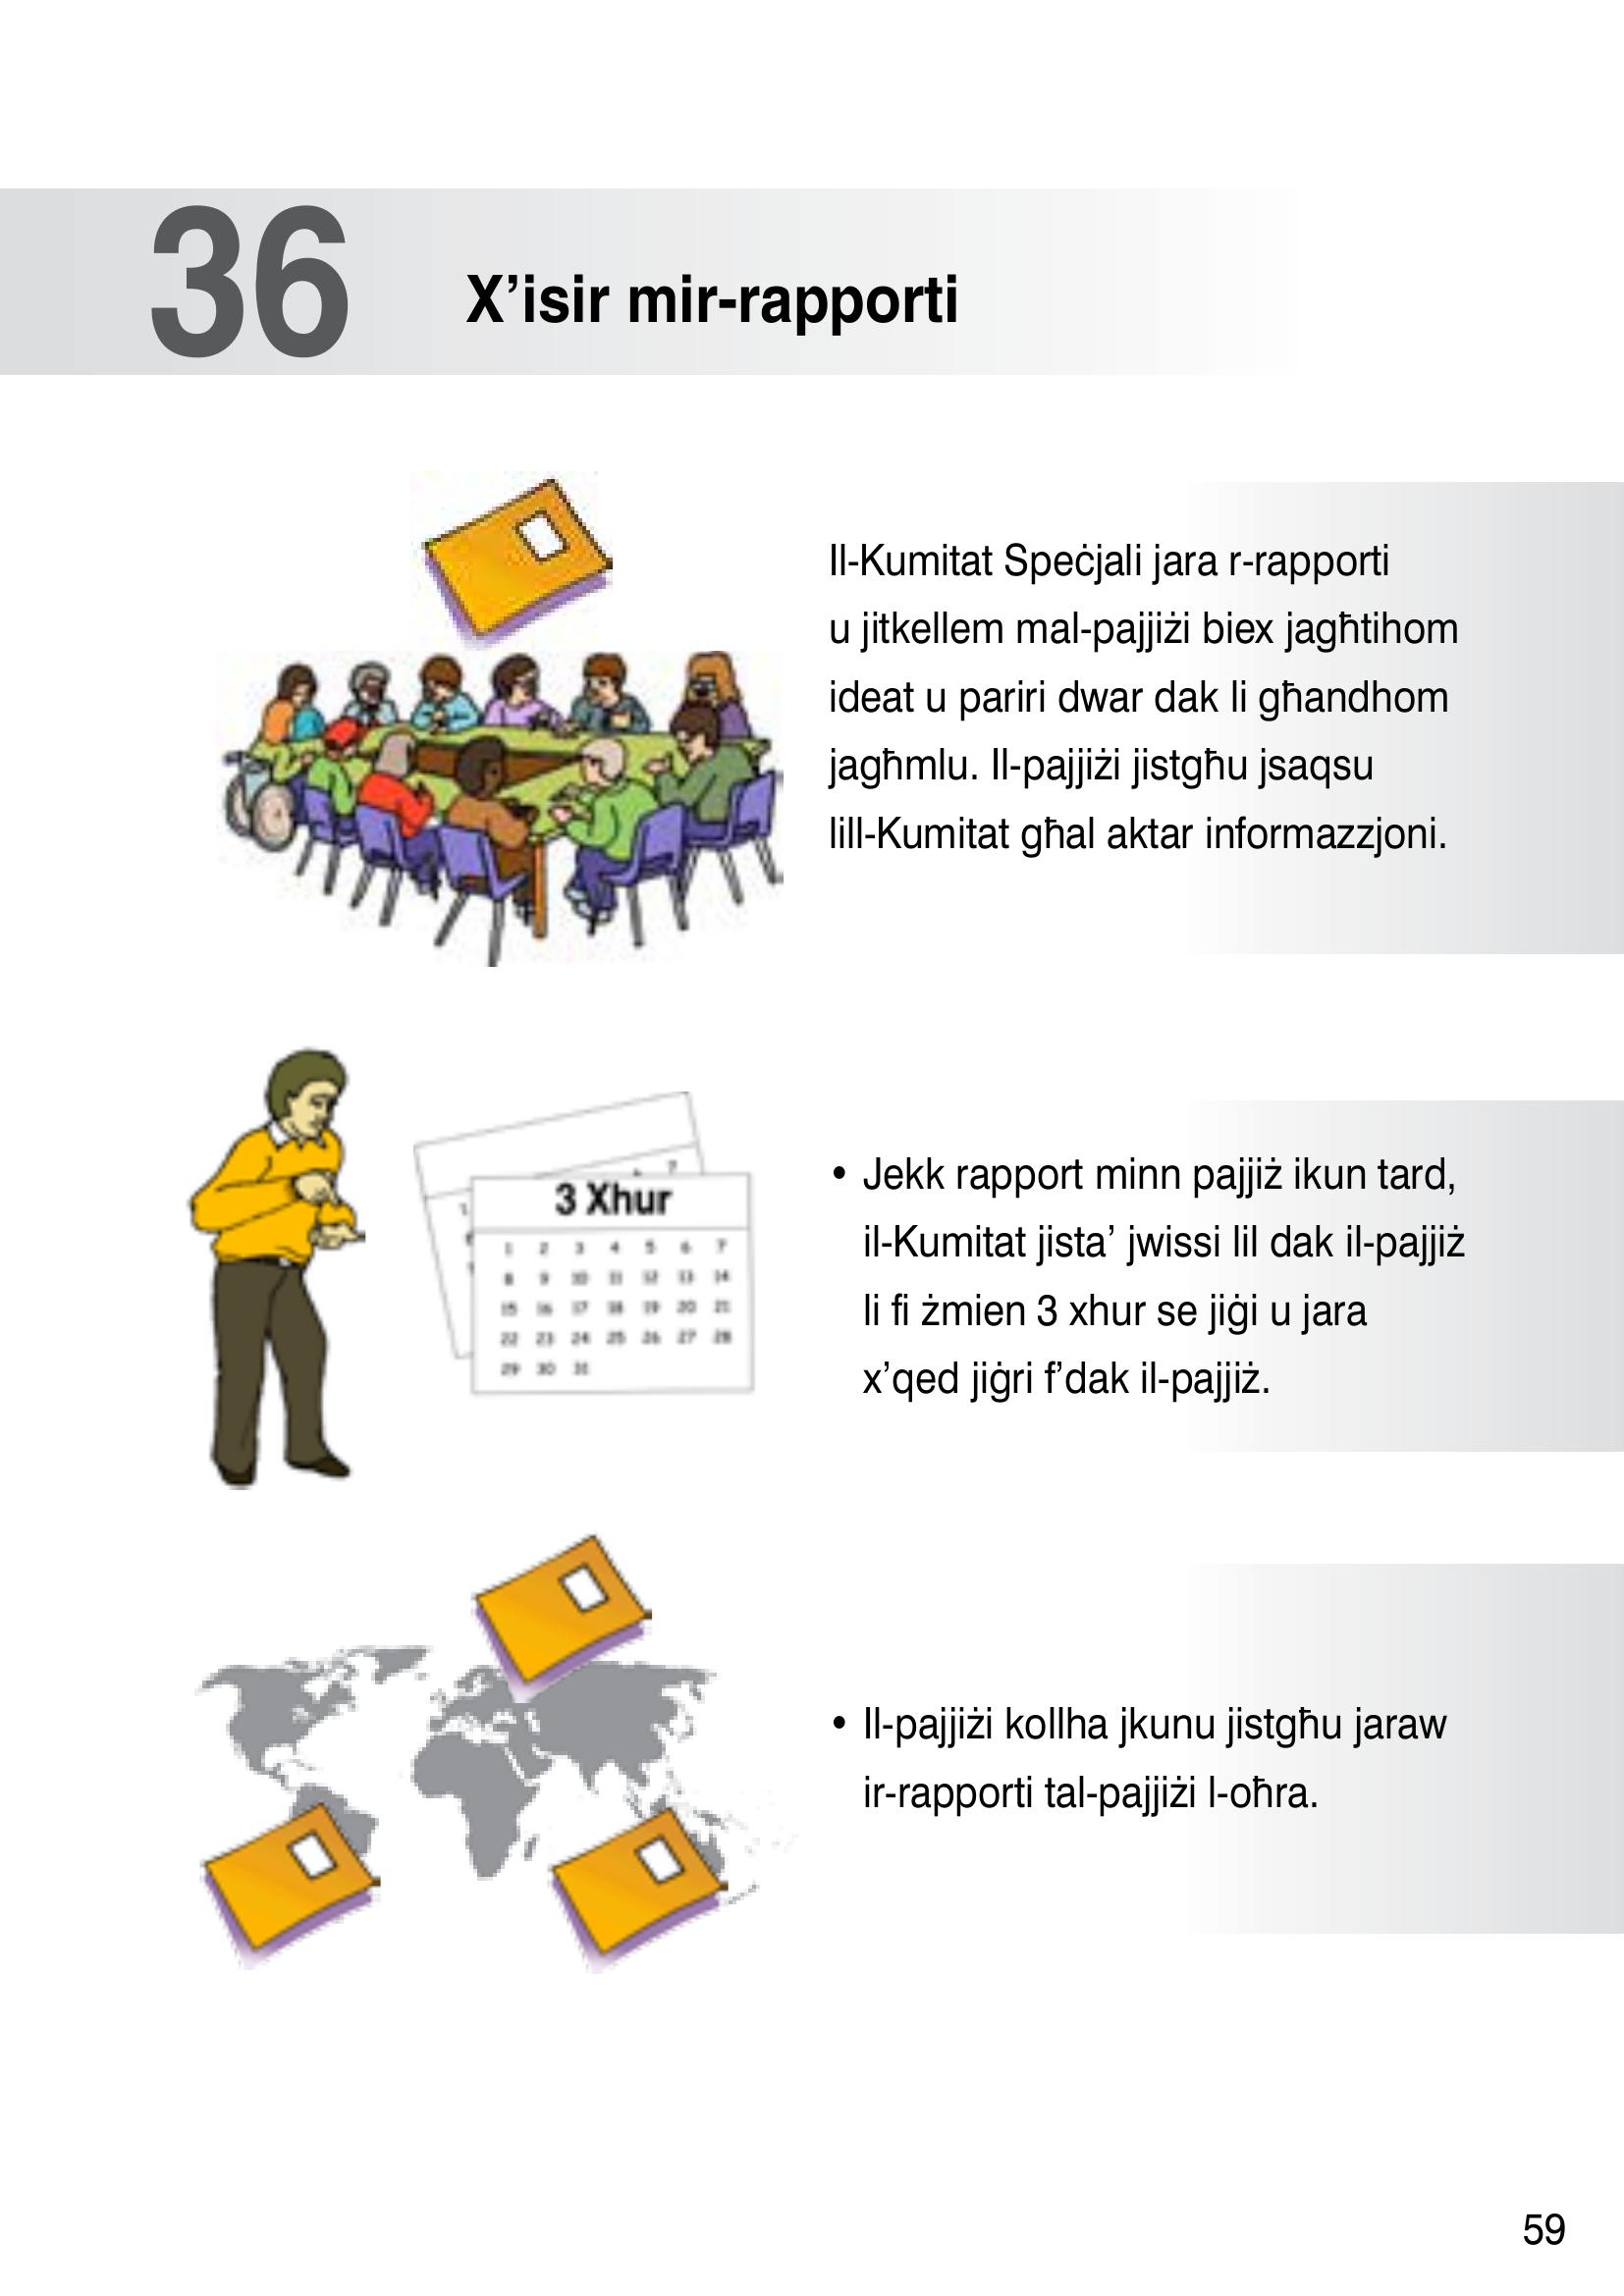 36
X’isir mir-rapporti
Il-Kumitat Speċjali jara r-rapporti
u jitkellem mal-pajjiżi biex jagħtihom
ideat u pariri dwar dak li għandhom
jagħmlu. Il-pajjiżi jistgħu jsaqsu
lill-Kumitat għal aktar informazzjoni.
3 Xhur
1 2 3 4 5 6 7
8 9 10 11 12 13 14
15 16 17 18 19 20 21
22 23 24 25 26 27 28
29 30 31
• Jekk rapport minn pajjiż ikun tard,
il-Kumitat jista’ jwissi lil dak il-pajjiż
li fi żmien 3 xhur se jiġi u jara
x’qed jiġri f’dak il-pajjiż.
• Il-pajjiżi kollha jkunu jistgħu jaraw
ir-rapporti tal-pajjiżi l-oħra.
59